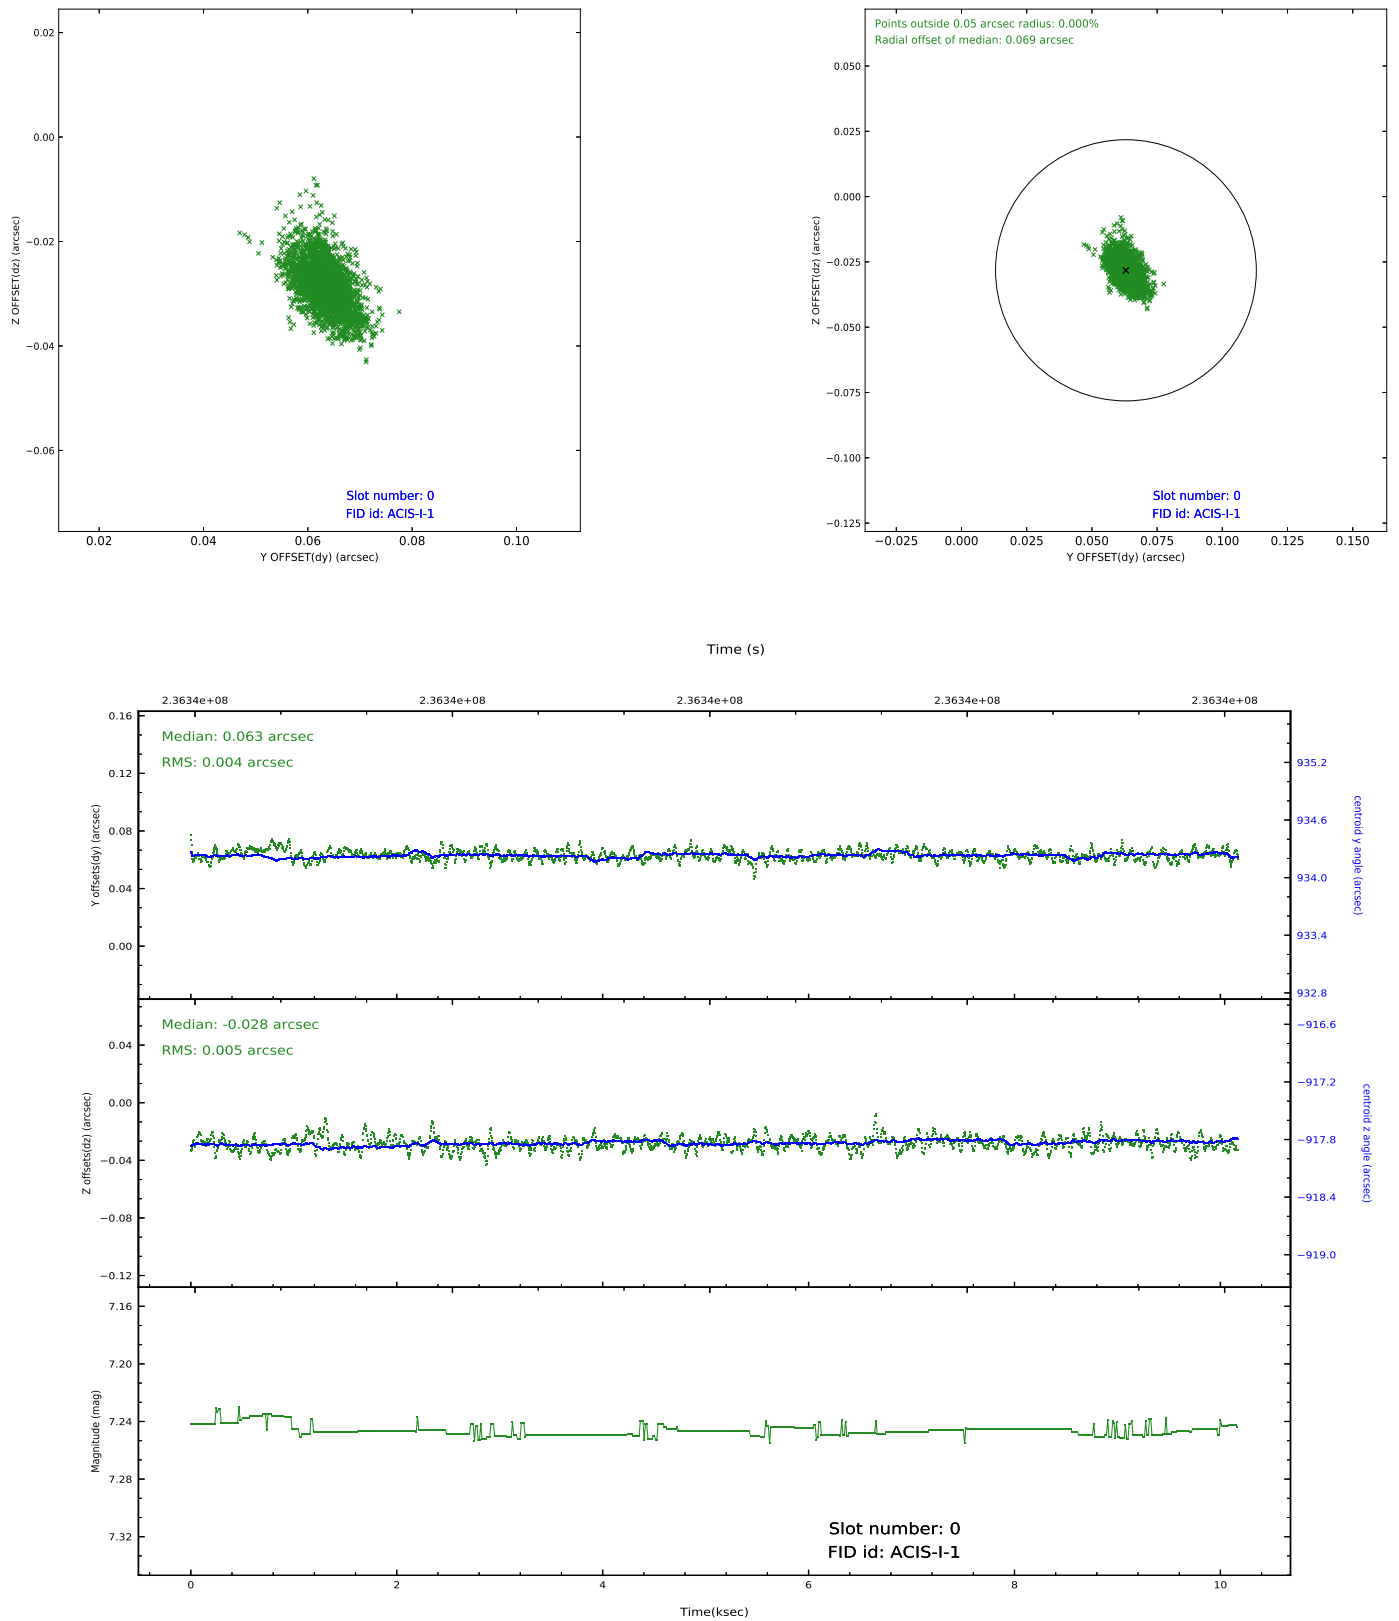 0.02
0.00
−0.02
−0.04
−0.06
Z OFFSET(dz) (arcsec)
Slot number: 0
FID id: ACIS-I-1
0.02 0.04 0.06 0.08 0.10
Y OFFSET(dy) (arcsec)
Points outside 0.05 arcsec radius: 0.000%
Radial offset of median: 0.069 arcsec
0.050
0.025
0.000
−0.025
−0.050
−0.075
−0.100
−0.125
Z OFFSET(dz) (arcsec)
Slot number: 0
FID id: ACIS-I-1
−0.025 0.000 0.025 0.050 0.075 0.100 0.125 0.150
Y OFFSET(dy) (arcsec)
Time (s)
2.3634e+08 2.3634e+08 2.3634e+08 2.3634e+08 2.3634e+08
Median: 0.063 arcsec
RMS: 0.004 arcsec
0.16
0.12
0.08
0.04
0.00
Y offsets(dy) (arcsec)
935.2
934.6
934.0
933.4
932.8
centroid y angle (arcsec)
Median: -0.028 arcsec
RMS: 0.005 arcsec
0.04
0.00
−0.04
−0.08
−0.12
Z offsets(dz) (arcsec)
−916.6
−917.2
−917.8
−918.4
−919.0
centroid z angle (arcsec)
7.16
7.20
7.24
7.28
7.32
Magnitude (mag)
Slot number: 0
FID id: ACIS-I-1
0 2 4 6 8 10
Time(ksec)